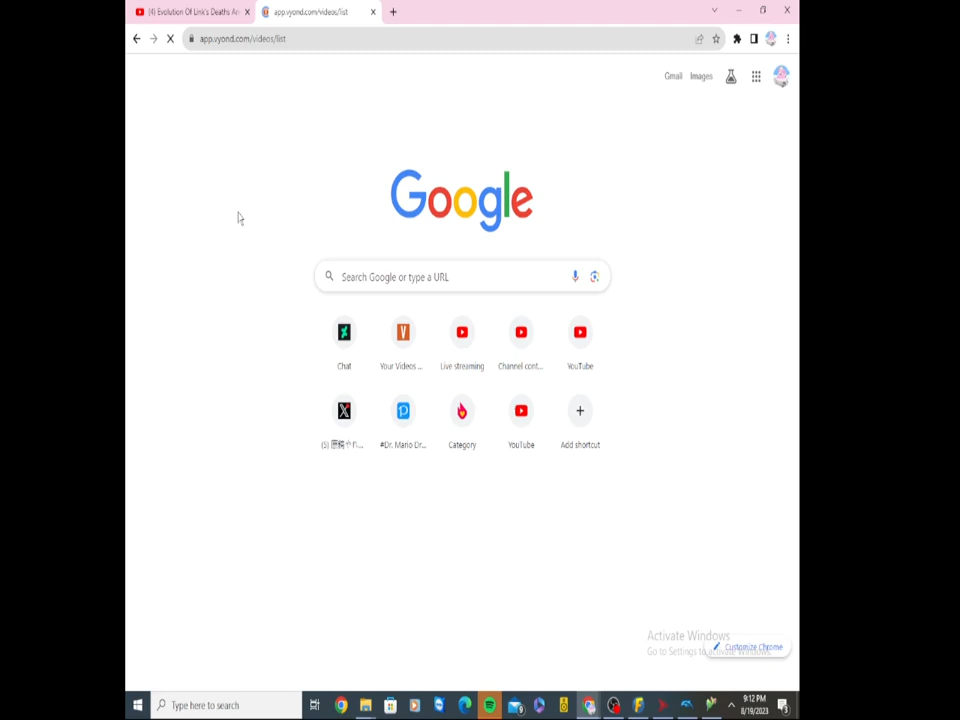 (4) Evolution Of Link's Deaths An
app.vyond.com/videos/list
app.vyond.com/videos/list
Gmail Images
Google
Search Google or type a URL
Chat
Your Videos ...
Live streaming
Channel cont...
YouTube
#Dr. Mario Dr...
Category
YouTube
Add shortcut
Activate Windows
Go to Settings to activate Windows.
Customize Chrome
Type here to search
9:12 PM
8/19/2023